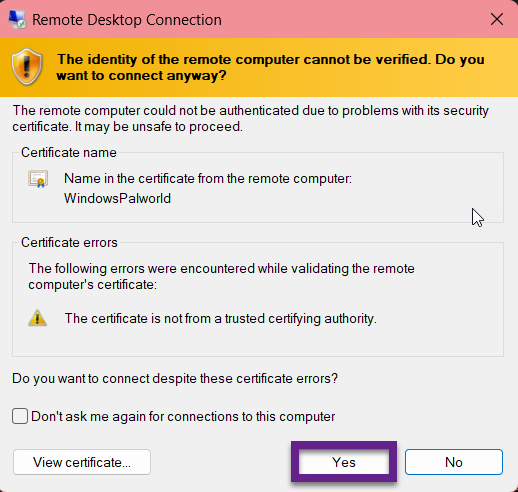 Remote Desktop Connection
The identity of the remote computer cannot be verified. Do you
want to connect anyway?
The remote computer could not be authenticated due to problems with its security
certificate. It may be unsafe to proceed.
Certificate name
Name in the certificate from the remote computer:
WindowsPalworld
Certificate errors
The following errors were encountered while validating the remote
computer's certificate:
The certificate is not from a trusted certifying authority.
Do you want to connect despite these certificate errors?
Don't ask me again for connections to this computer
View certificate...
Yes
No